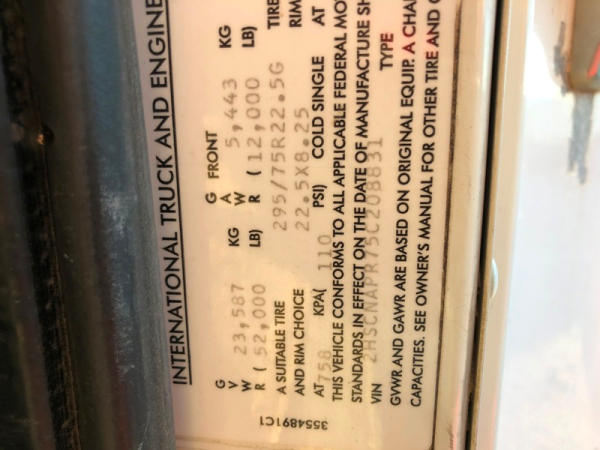 INTERNATIONAL TRUCK AND ENGINE
G V W R 23,587 KG ( 52,000 LB) G A W R FRONT 5,443 KG ( 12,000 LB)
A SUITABLE TIRE 295/75R22.5G TIRE
AND RIM CHOICE 22.5X8.25 RIM
AT 758 KPA( 110 PSI) COLD SINGLE AT
THIS VEHICLE CONFORMS TO ALL APPLICABLE FEDERAL MO
STANDARDS IN EFFECT ON THE DATE OF MANUFACTURE SH
VIN 2HSCNAPR75C208831 TYPE
GVWR AND GAWR ARE BASED ON ORIGINAL EQUIP. A CHA
CAPACITIES. SEE OWNER'S MANUAL FOR OTHER TIRE AND
3554891C1